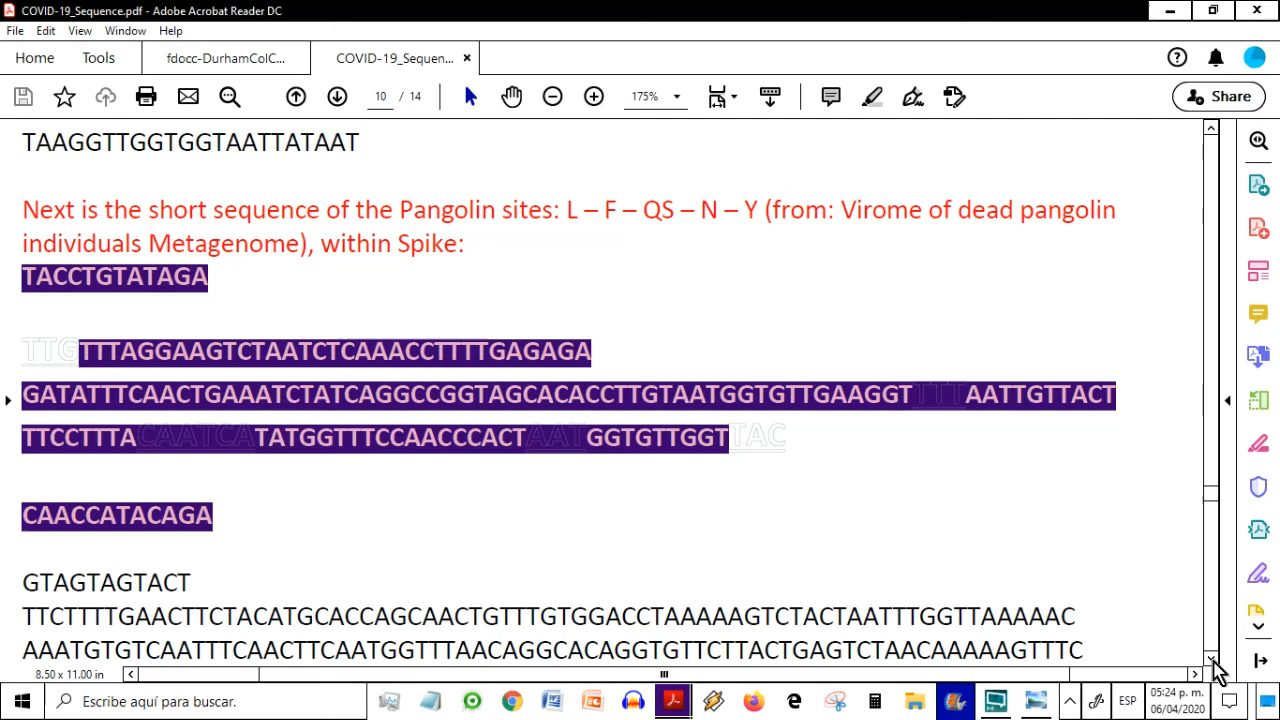 COVID-19_Sequence.pdf - Adobe Acrobat Reader DC
File Edit View Window Help
Home Tools fdocc-DurhamColC... COVID-19_Sequen... ×
10 / 14 175% Share
TAAGGTTGGTGGTAATTATAAT
Next is the short sequence of the Pangolin sites: L – F – QS – N – Y (from: Virome of dead pangolin
individuals Metagenome), within Spike:
TACCTGTATAGA
TTGTTTAGGAAGTCTAATCTCAAACCTTTTGAGAGA
GATATTTCAACTGAAATCTATCAGGCCGGTAGCACACCTTGTAATGGTGTTGAAGGTTTTAATTGTTACT
TTCCTTTACAATCATATGGTTTCCAACCCACTAATGGTGTTGGTTAC
CAACCATACAGA
GTAGTAGTACT
TTCTTTTGAACTTCTACATGCACCAGCAACTGTTTGTGGACCTAAAAAGTCTACTAATTTGGTTAAAAAC
AAATGTGTCAATTTCAACTTCAATGGTTTAACAGGCACAGGTGTTCTTACTGAGTCTAACAAAAAGTTTC
8.50 x 11.00 in
Escribe aquí para buscar. ESP 05:24 p. m.
06/04/2020